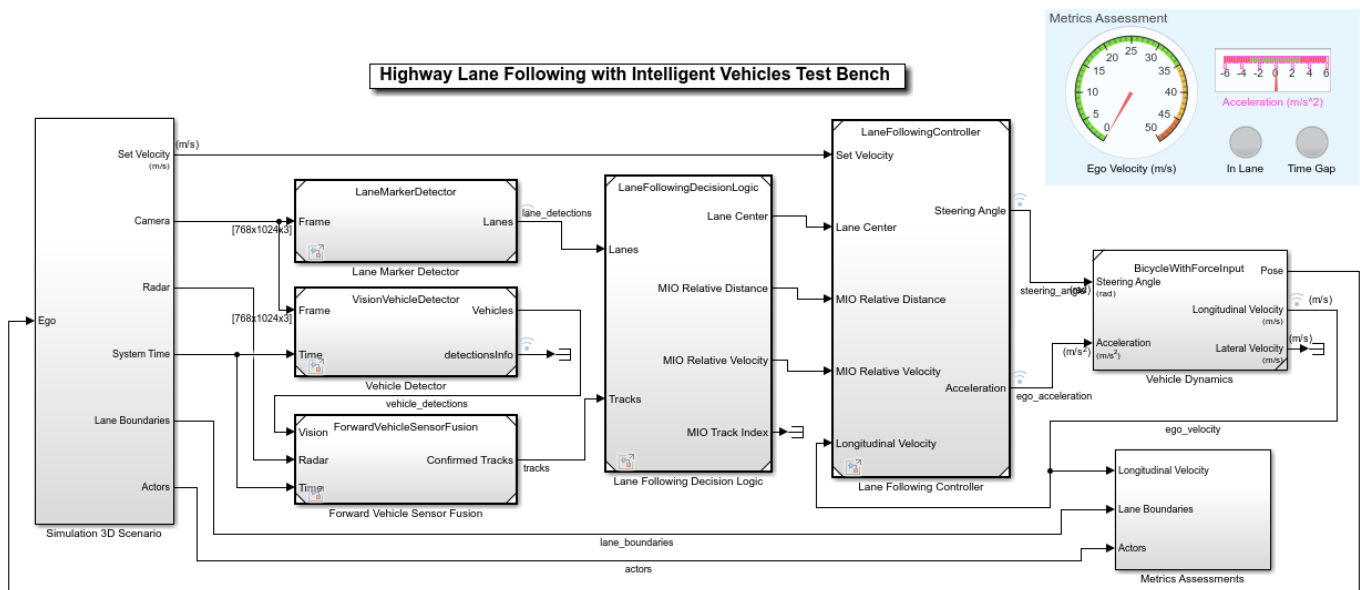 Metrics Assessment
Highway Lane Following with Intelligent Vehicles Test Bench
0
5
10
15
20
25
30
35
40
45
50
Ego Velocity (m/s)
-6 -4 -2 0 2 4 6
Acceleration (m/s^2)
In Lane
Time Gap
Ego
Set Velocity
(m/s)
Camera
Radar
System Time
Lane Boundaries
Actors
Simulation 3D Scenario
(m/s)
[768x1024x3]
LaneMarkerDetector
Frame
Lanes
Lane Marker Detector
lane_detections
[768x1024x3]
VisionVehicleDetector
Frame
Vehicles
Time
detectionsInfo
Vehicle Detector
vehicle_detections
ForwardVehicleSensorFusion
Vision
Radar
Confirmed Tracks
Time
Forward Vehicle Sensor Fusion
tracks
LaneFollowingDecisionLogic
Lane Center
Lanes
MIO Relative Distance
MIO Relative Velocity
Tracks
MIO Track Index
Lane Following Decision Logic
LaneFollowingController
Set Velocity
Steering Angle
Lane Center
MIO Relative Distance
MIO Relative Velocity
Acceleration
Longitudinal Velocity
Lane Following Controller
steering_angle
(rad)
(m/s²)
ego_acceleration
BicycleWithForceInput
Pose
Steering Angle
(rad)
Longitudinal Velocity
(m/s)
Acceleration
(m/s²)
Lateral Velocity
(m/s)
Vehicle Dynamics
(m/s)
(m/s)
ego_velocity
Longitudinal Velocity
Lane Boundaries
Actors
Metrics Assessments
lane_boundaries
actors